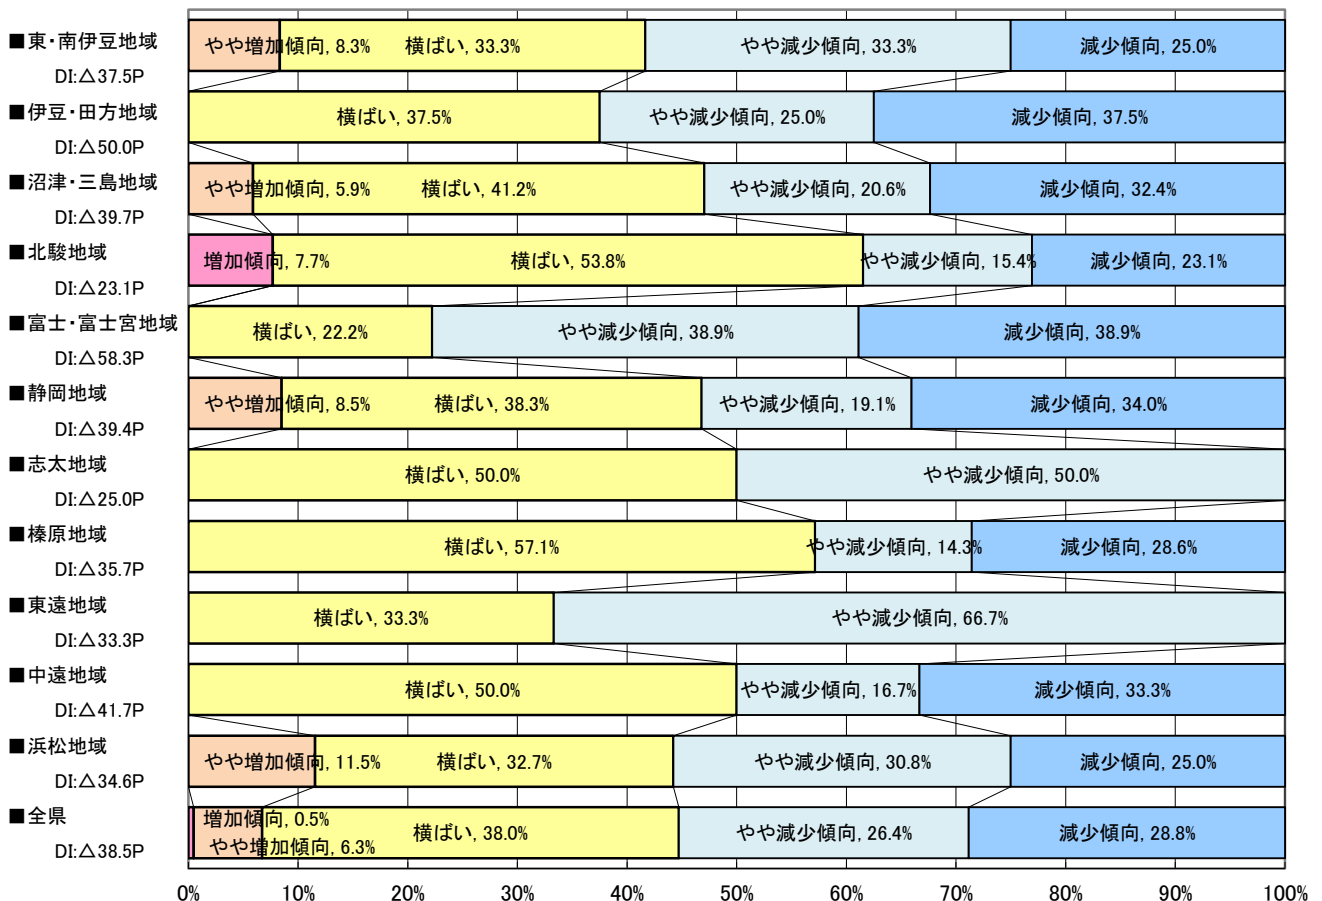 ■東・南伊豆地域
DI:△37.5P
やや増加傾向, 8.3%
横ばい, 33.3%
やや減少傾向, 33.3%
減少傾向, 25.0%
■伊豆・田方地域
DI:△50.0P
横ばい, 37.5%
やや減少傾向, 25.0%
減少傾向, 37.5%
■沼津・三島地域
DI:△39.7P
やや増加傾向, 5.9%
横ばい, 41.2%
やや減少傾向, 20.6%
減少傾向, 32.4%
■北駿地域
DI:△23.1P
増加傾向, 7.7%
横ばい, 53.8%
やや減少傾向, 15.4%
減少傾向, 23.1%
■富士・富士宮地域
DI:△58.3P
横ばい, 22.2%
やや減少傾向, 38.9%
減少傾向, 38.9%
■静岡地域
DI:△39.4P
やや増加傾向, 8.5%
横ばい, 38.3%
やや減少傾向, 19.1%
減少傾向, 34.0%
■志太地域
DI:△25.0P
横ばい, 50.0%
やや減少傾向, 50.0%
■榛原地域
DI:△35.7P
横ばい, 57.1%
やや減少傾向, 14.3%
減少傾向, 28.6%
■東遠地域
DI:△33.3P
横ばい, 33.3%
やや減少傾向, 66.7%
■中遠地域
DI:△41.7P
横ばい, 50.0%
やや減少傾向, 16.7%
減少傾向, 33.3%
■浜松地域
DI:△34.6P
やや増加傾向, 11.5%
横ばい, 32.7%
やや減少傾向, 30.8%
減少傾向, 25.0%
■全県
DI:△38.5P
増加傾向, 0.5%
やや増加傾向, 6.3%
横ばい, 38.0%
やや減少傾向, 26.4%
減少傾向, 28.8%
0% 10% 20% 30% 40% 50% 60% 70% 80% 90% 100%